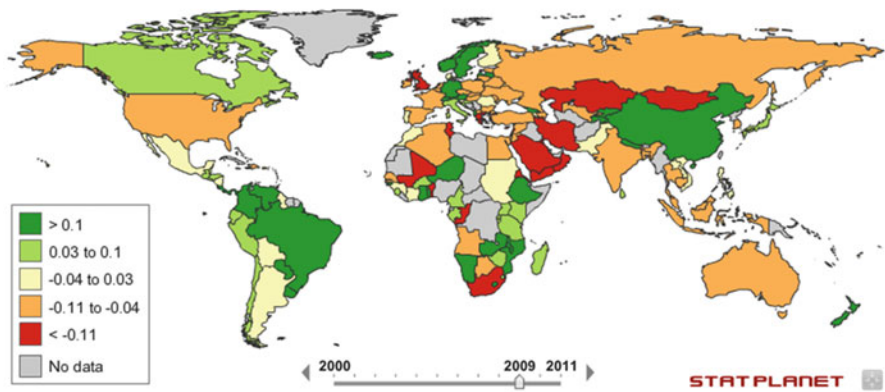 > 0.1
0.03 to 0.1
-0.04 to 0.03
-0.11 to -0.04
< -0.11
No data
2000 2009 2011
STATPLANET